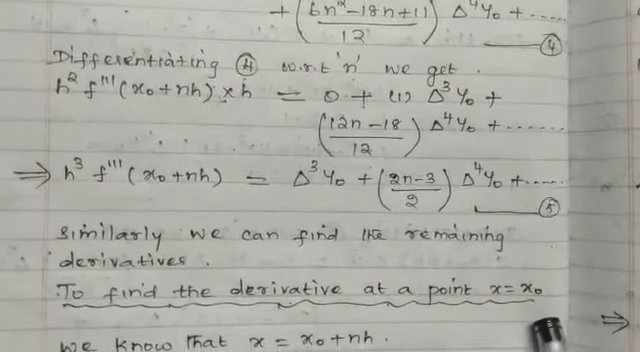 + (6n²-18n+11 / 12) Δ⁴y₀ + ......
④
Differentiating ④ w.r.t 'n' we get.
h² f'''(x₀+nh) × h = 0 + (1) Δ³y₀ +
(12n-18 / 12) Δ⁴y₀ + ......
⇒ h³ f'''(x₀+nh) = Δ³y₀ + (2n-3 / 2) Δ⁴y₀ + .....
⑤
Similarly we can find the remaining
derivatives.
To find the derivative at a point x=x₀
⇒
We know that x = x₀+nh.